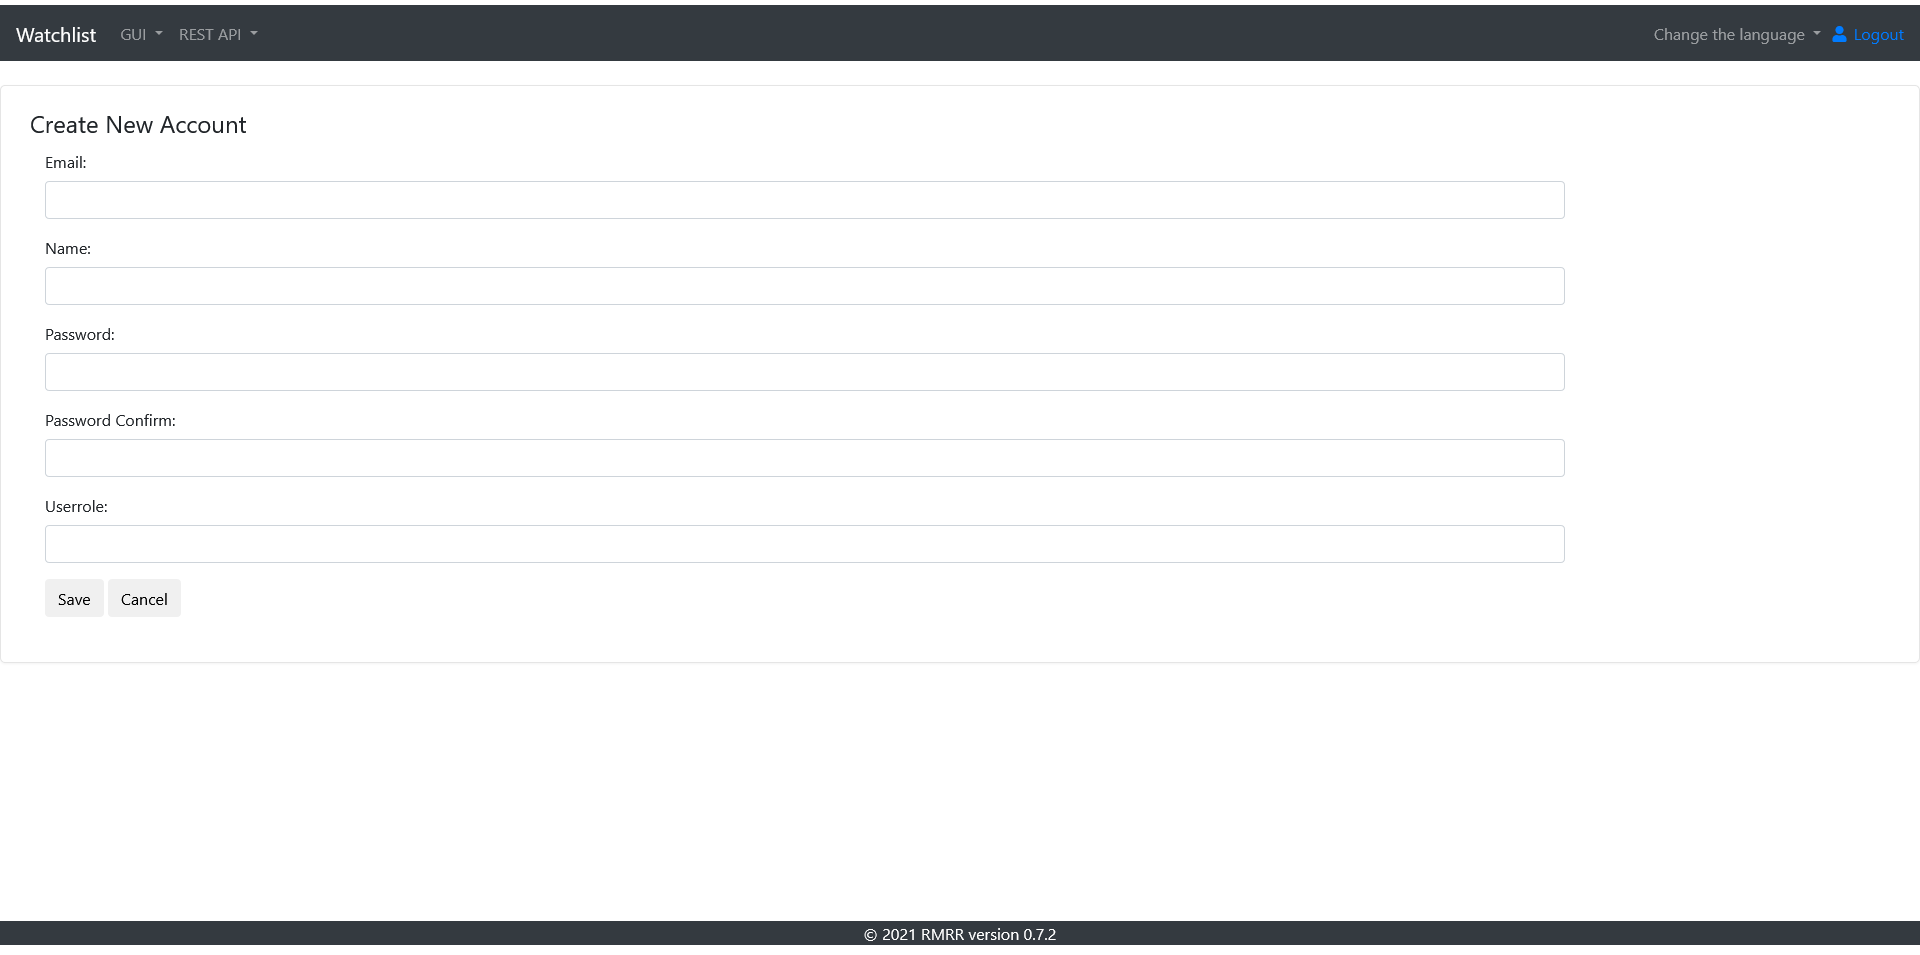 Watchlist GUI REST API Change the language Logout
Create New Account
Email:
Name:
Password:
Password Confirm:
Userrole:
Save Cancel
© 2021 RMRR version 0.7.2